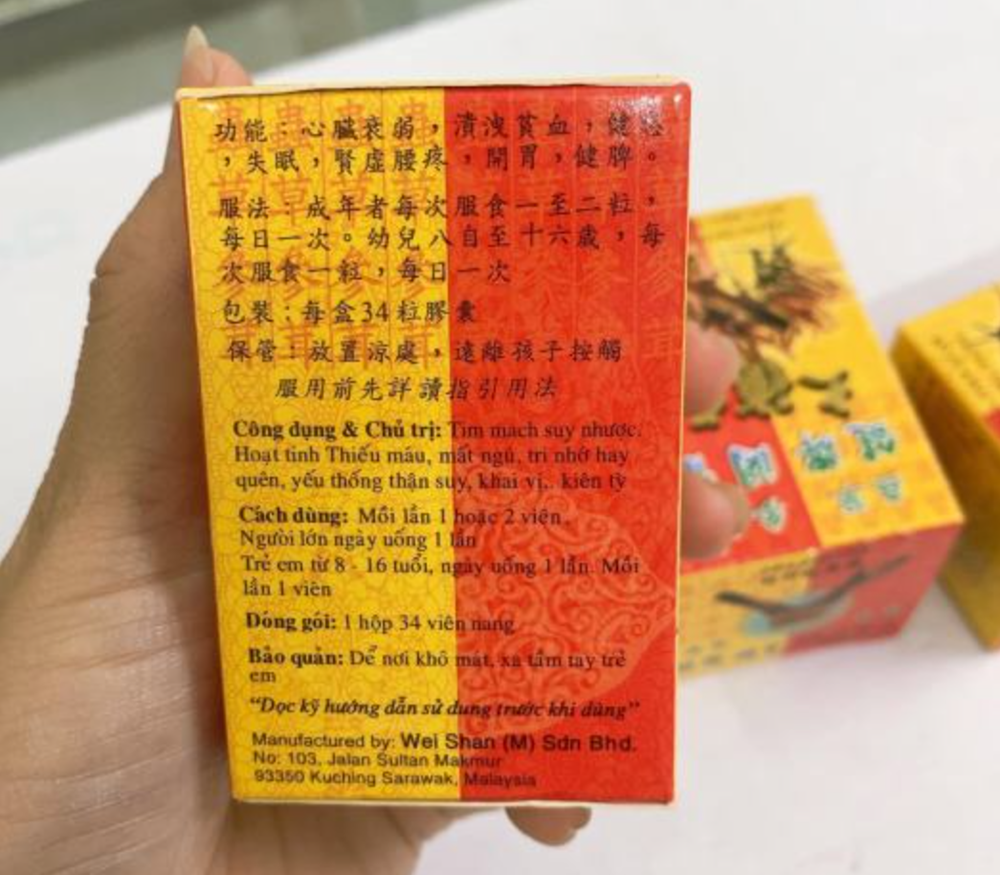 功能：心臟衰弱，潰洩貧血，健忘
，失眠，賢虛腰疼，開胃，健脾。
服法：成年者每次服食一至二粒，
每日一次。幼兒八自至十六歲，每
次服食一粒，每日一次
包裝：每盒34粒膠囊
保管：放置涼處，遠離孩子按觸
服用前先詳讀指引用法
Công dụng & Chủ trị: Tim mach suy nhược.
Hoạt tinh Thiếu máu, mất ngủ, tri nhớ hay
quên, yếu thống thận suy, khai vị,. kiên tỳ
Cách dùng: Mỗi lần 1 hoặc 2 viên.
Người lớn ngày uống 1 lần
Trẻ em từ 8 - 16 tuổi, ngày uống 1 lần. Mỗi
lần 1 viên
Dóng gói: 1 hộp 34 viên nang
Bảo quản: Dể nơi khô mát, xa tầm tay trẻ
em
“Dọc kỹ hướng dẫn sử dung trước khi dùng”
Manufactured by: Wei Shan (M) Sdn Bhd.
No: 103, Jalan Sultan Makmur
93350 Kuching Sarawak, Malaysia